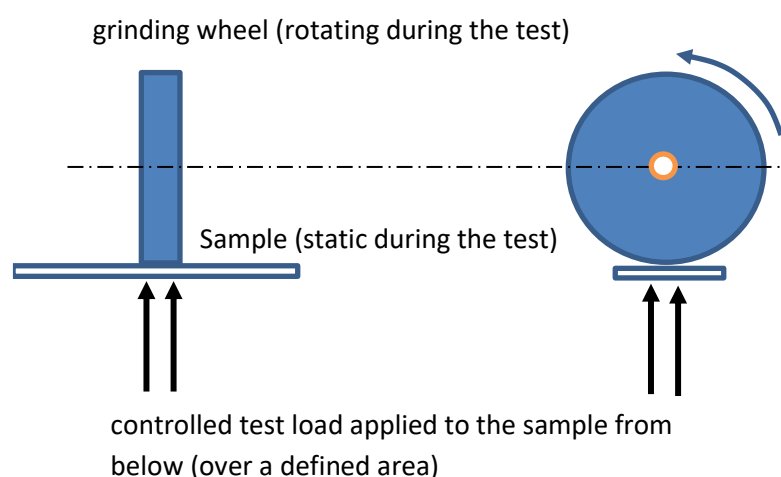 grinding wheel (rotating during the test)
Sample (static during the test)
controlled test load applied to the sample from
below (over a defined area)